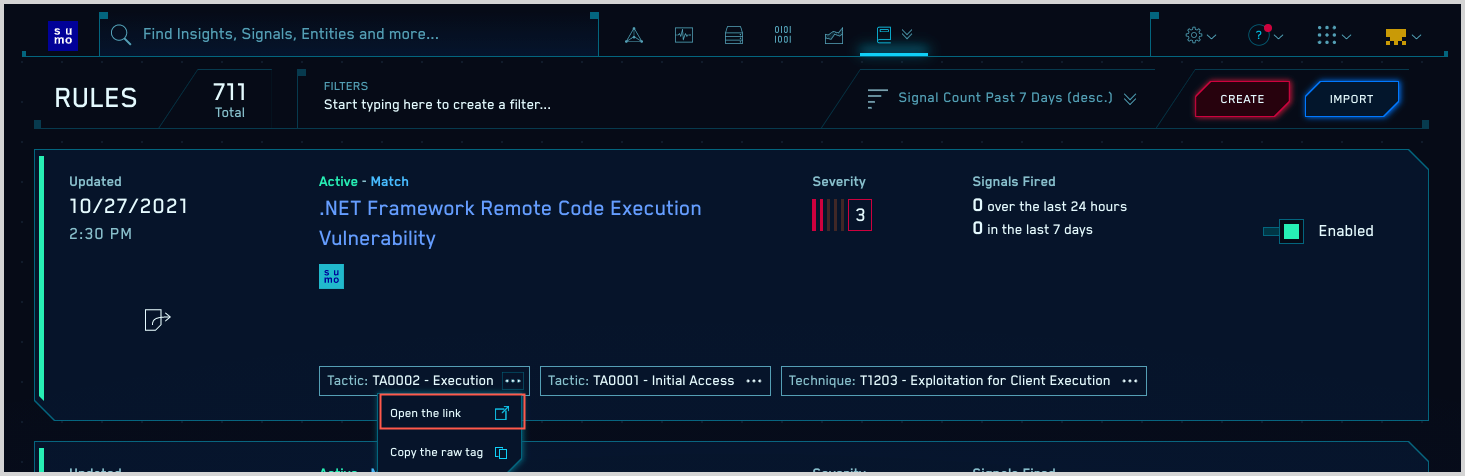 su
mo
Find Insights, Signals, Entities and more...
0101
1001
?
RULES
711
Total
FILTERS
Start typing here to create a filter...
Signal Count Past 7 Days (desc.)
CREATE
IMPORT
Updated
10/27/2021
2:30 PM
Active - Match
.NET Framework Remote Code Execution
Vulnerability
su
mo
Severity
3
Signals Fired
0 over the last 24 hours
0 in the last 7 days
Enabled
Tactic: TA0002 - Execution ...
Tactic: TA0001 - Initial Access ...
Technique: T1203 - Exploitation for Client Execution ...
Open the link
Copy the raw tag
Updated
Active - M
Severity
Signals Fired